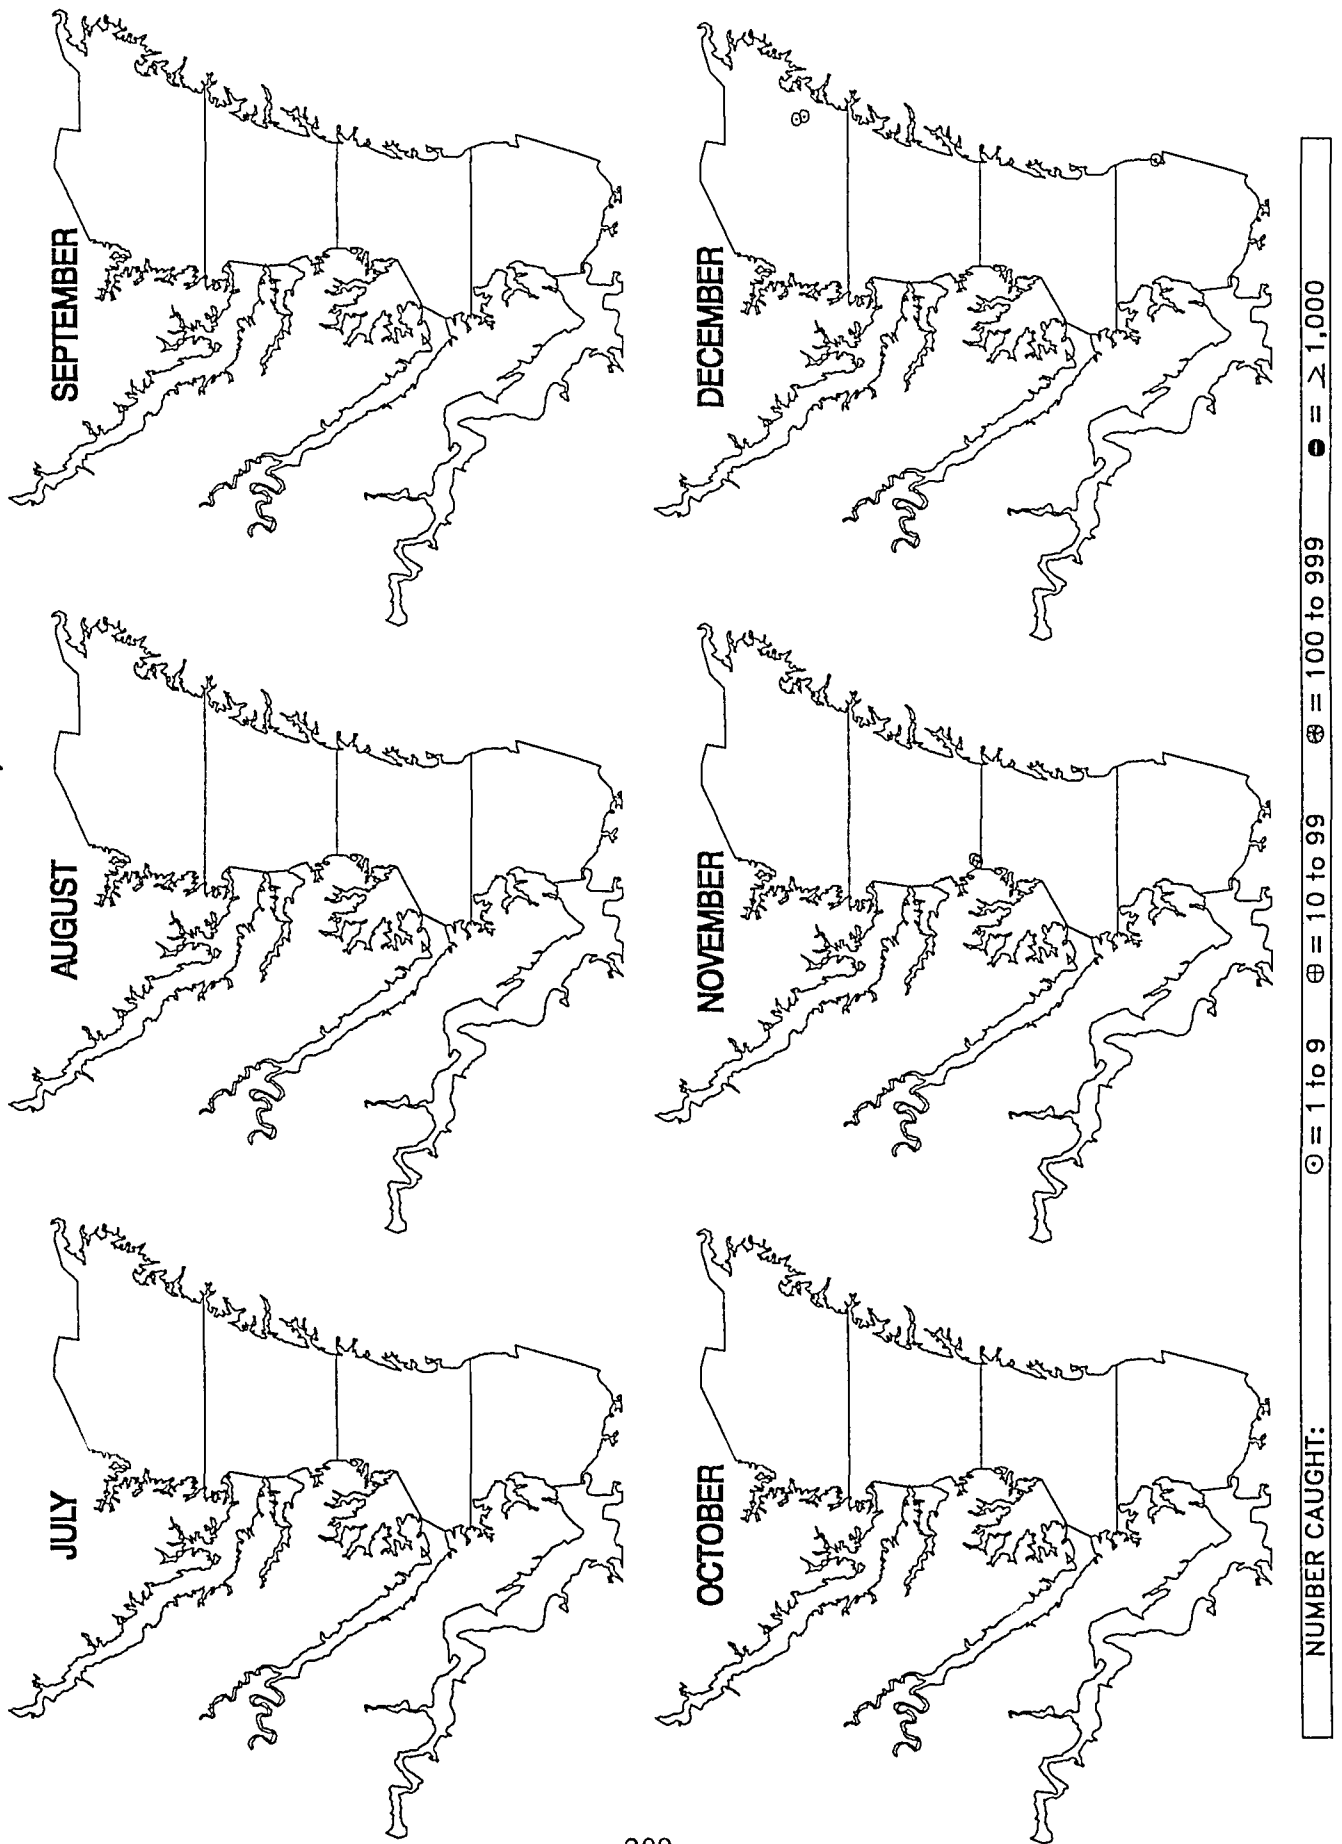 JULY AUGUST SEPTEMBER
OCTOBER NOVEMBER DECEMBER
NUMBER CAUGHT: ⊙ = 1 to 9 ⊕ = 10 to 99 ⊛ = 100 to 999 ⊖ = ≥ 1,000